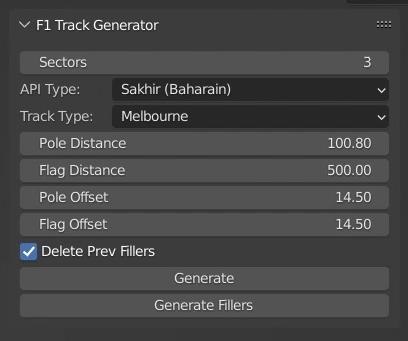 F1 Track Generator
Sectors 3
API Type: Sakhir (Baharain)
Track Type: Melbourne
Pole Distance 100.80
Flag Distance 500.00
Pole Offset 14.50
Flag Offset 14.50
Delete Prev Fillers
Generate
Generate Fillers